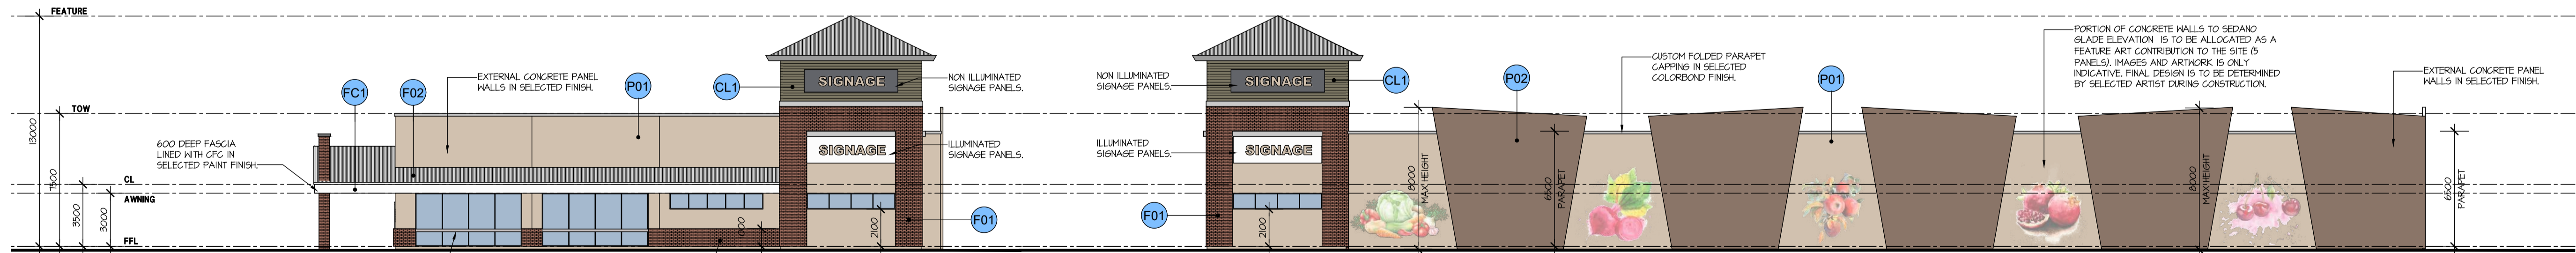 FEATURE
TOW
CL
AWNING
FFL
13000
7500
3500
3000
600 DEEP FASCIA
LINED WITH CFC IN
SELECTED PAINT FINISH.
FC1
F02
EXTERNAL CONCRETE PANEL
WALLS IN SELECTED FINISH.
P01
CL1
SIGNAGE
NON ILLUMINATED
SIGNAGE PANELS.
SIGNAGE
ILLUMINATED
SIGNAGE PANELS.
F01
2100
NON ILLUMINATED
SIGNAGE PANELS.
SIGNAGE
CL1
ILLUMINATED
SIGNAGE PANELS.
SIGNAGE
F01
2100
8000
MAX HEIGHT
P02
6500
PARAPET
CUSTOM FOLDED PARAPET
CAPPING IN SELECTED
COLORBOND FINISH.
P01
PORTION OF CONCRETE WALLS TO SEDANO
GLADE ELEVATION IS TO BE ALLOCATED AS A
FEATURE ART CONTRIBUTION TO THE SITE (5
PANELS). IMAGES AND ARTWORK IS ONLY
INDICATIVE. FINAL DESIGN IS TO BE DETERMINED
BY SELECTED ARTIST DURING CONSTRUCTION.
8000
MAX HEIGHT
EXTERNAL CONCRETE PANEL
WALLS IN SELECTED FINISH.
6500
PARAPET